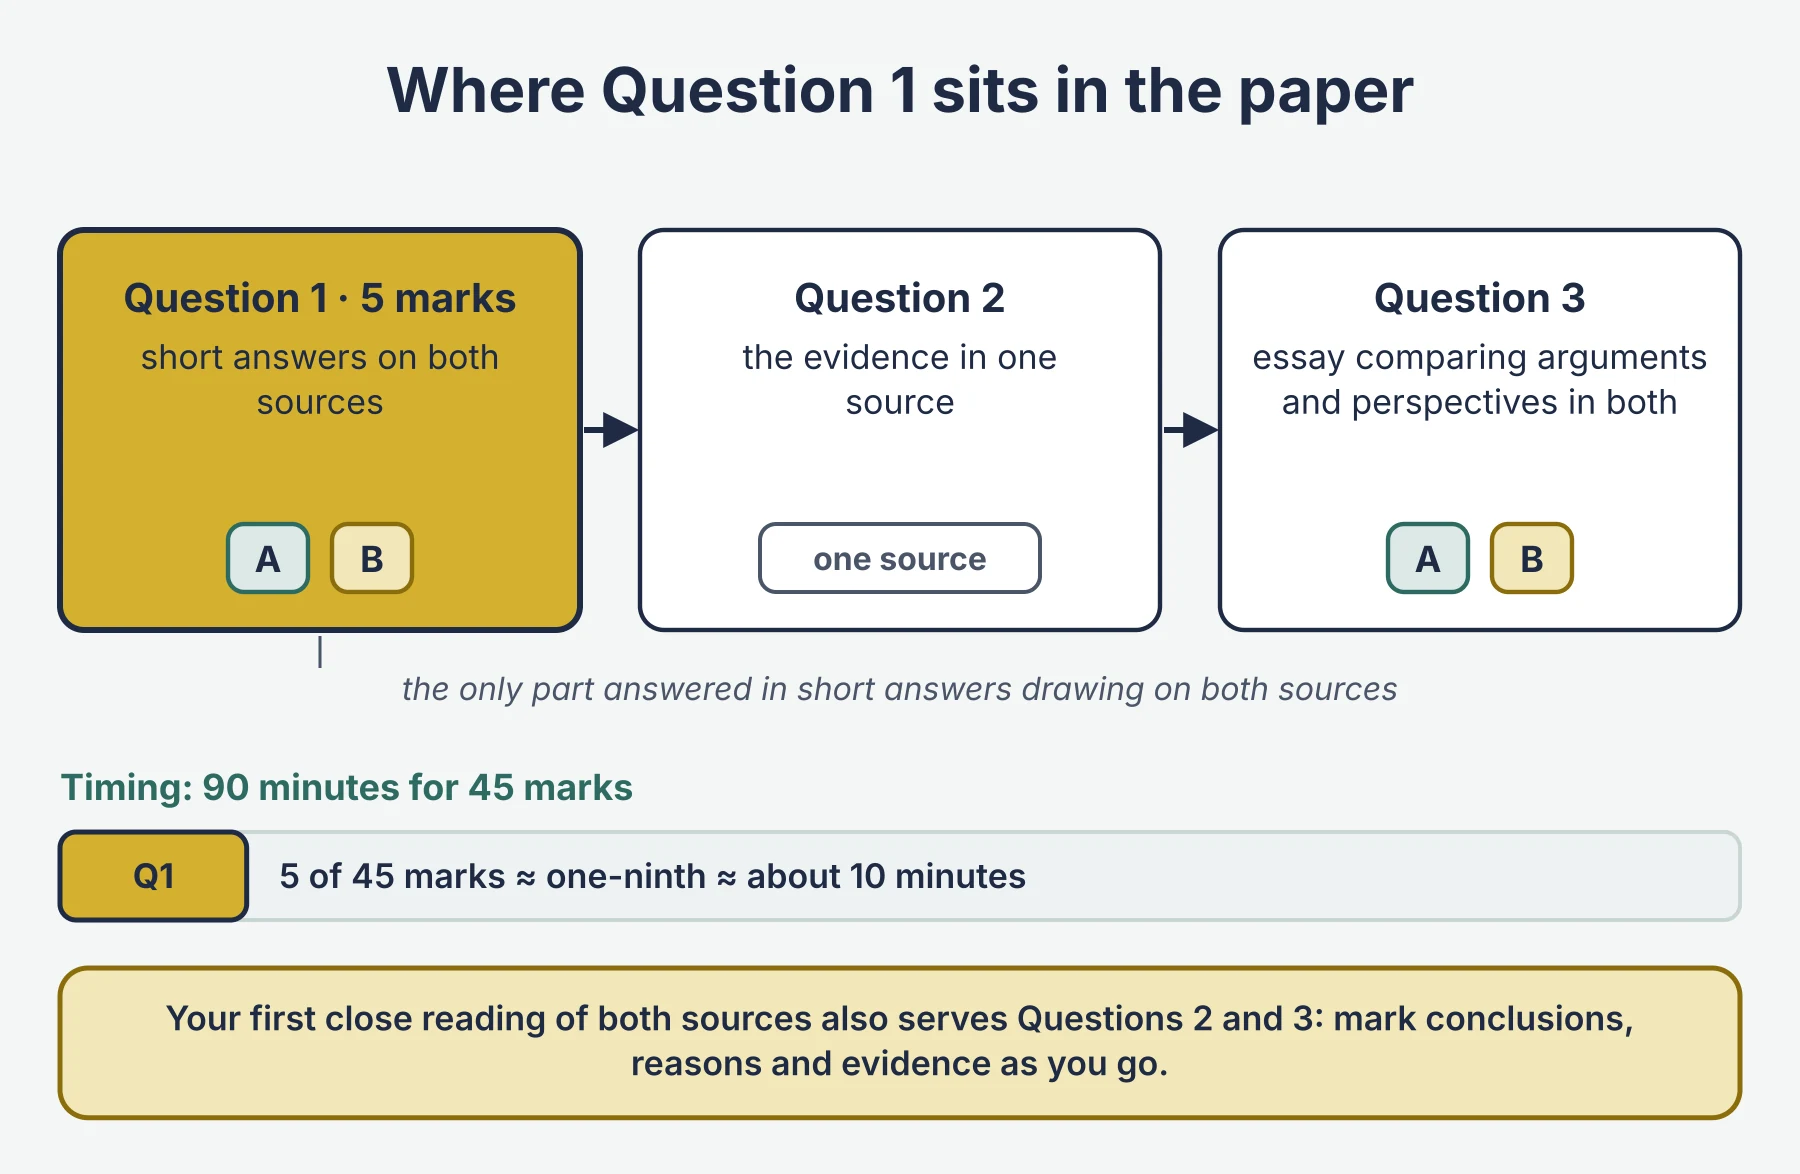 Where Question 1 sits in the paper
Question 1 · 5 marks
short answers on both
sources
A
B
Question 2
the evidence in one
source
one source
Question 3
essay comparing arguments
and perspectives in both
A
B
the only part answered in short answers drawing on both sources
Timing: 90 minutes for 45 marks
Q1
5 of 45 marks ≈ one-ninth ≈ about 10 minutes
Your first close reading of both sources also serves Questions 2 and 3: mark conclusions,
reasons and evidence as you go.